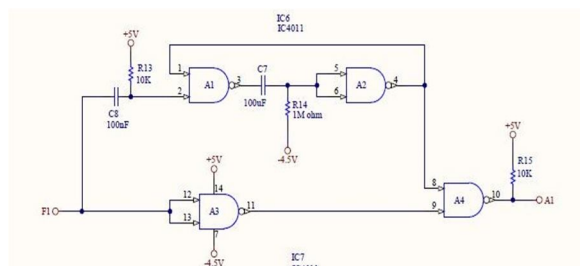 IC6
IC4011
+5V
R13
10K
1
2
A1
3
C7
100uF
5
6
A2
4
C8
100nF
R14
1M ohm
-4.5V
+5V
+5V
R15
10K
14
F1
12
13
A3
11
7
-4.5V
8
9
A4
10
A1
IC7